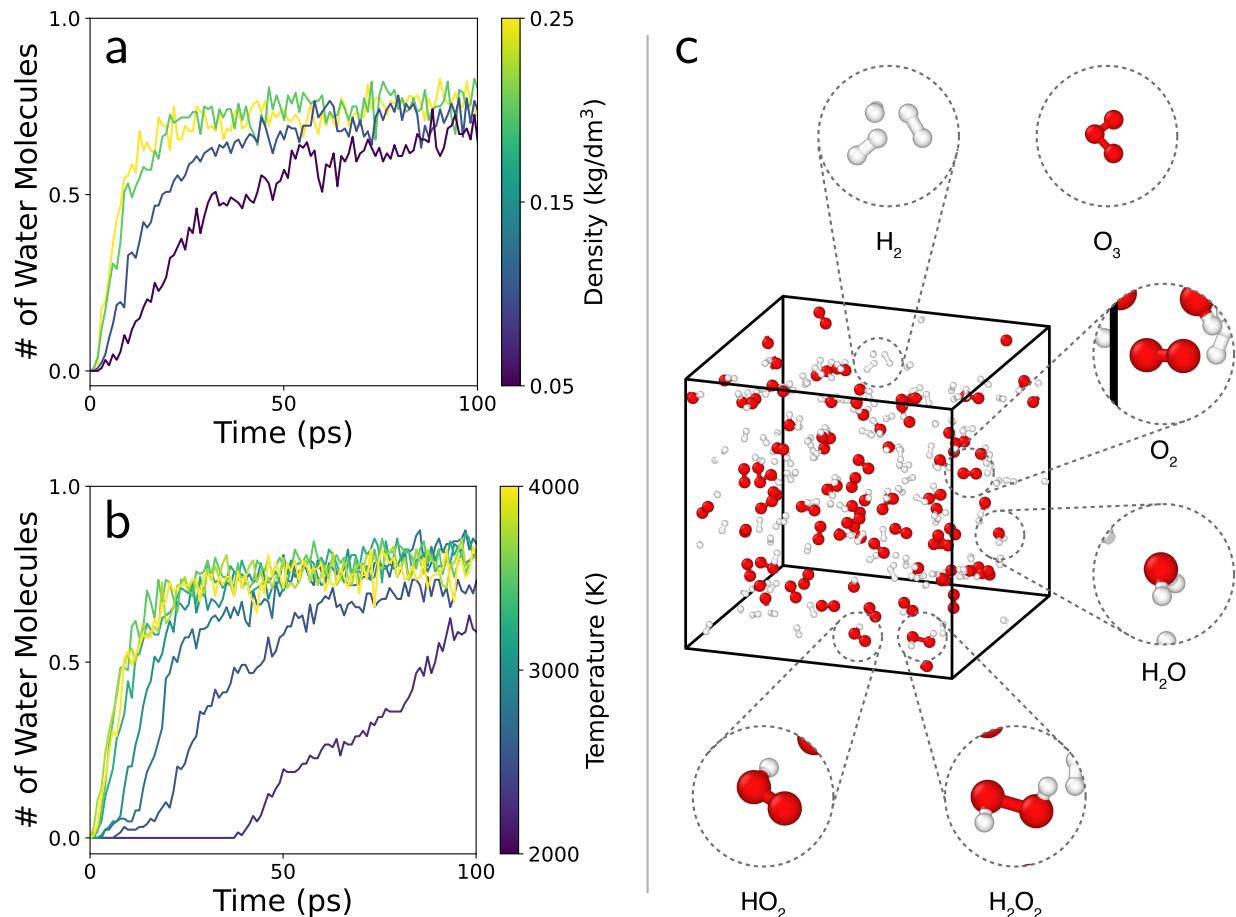 a
1.0
0.5
0.0
# of Water Molecules
0
50
100
Time (ps)
0.25
0.15
0.05
Density (kg/dm³)
b
1.0
0.5
0.0
# of Water Molecules
0
50
100
Time (ps)
4000
3000
2000
Temperature (K)
c
H₂
O₃
O₂
H₂O
HO₂
H₂O₂